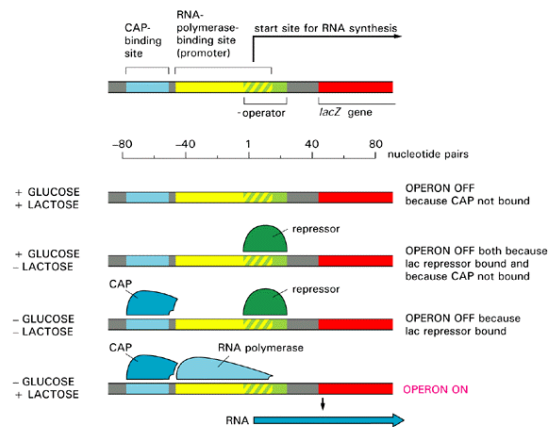 CAP-
binding
site
RNA-
polymerase-
binding site
(promoter)
start site for RNA synthesis
-operator
lacZ gene
–80 –40 1 40 80
nucleotide pairs
+ GLUCOSE
+ LACTOSE
OPERON OFF
because CAP not bound
+ GLUCOSE
– LACTOSE
repressor
OPERON OFF both because
lac repressor bound and
because CAP not bound
– GLUCOSE
– LACTOSE
CAP
repressor
OPERON OFF because
lac repressor bound
– GLUCOSE
+ LACTOSE
CAP
RNA polymerase
OPERON ON
RNA